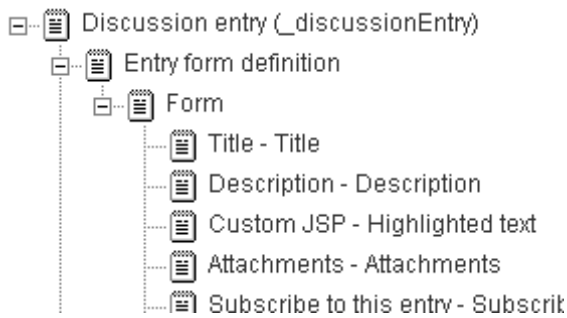 Discussion entry (_discussionEntry)
Entry form definition
Form
Title - Title
Description - Description
Custom JSP - Highlighted text
Attachments - Attachments
Subscribe to this entry -